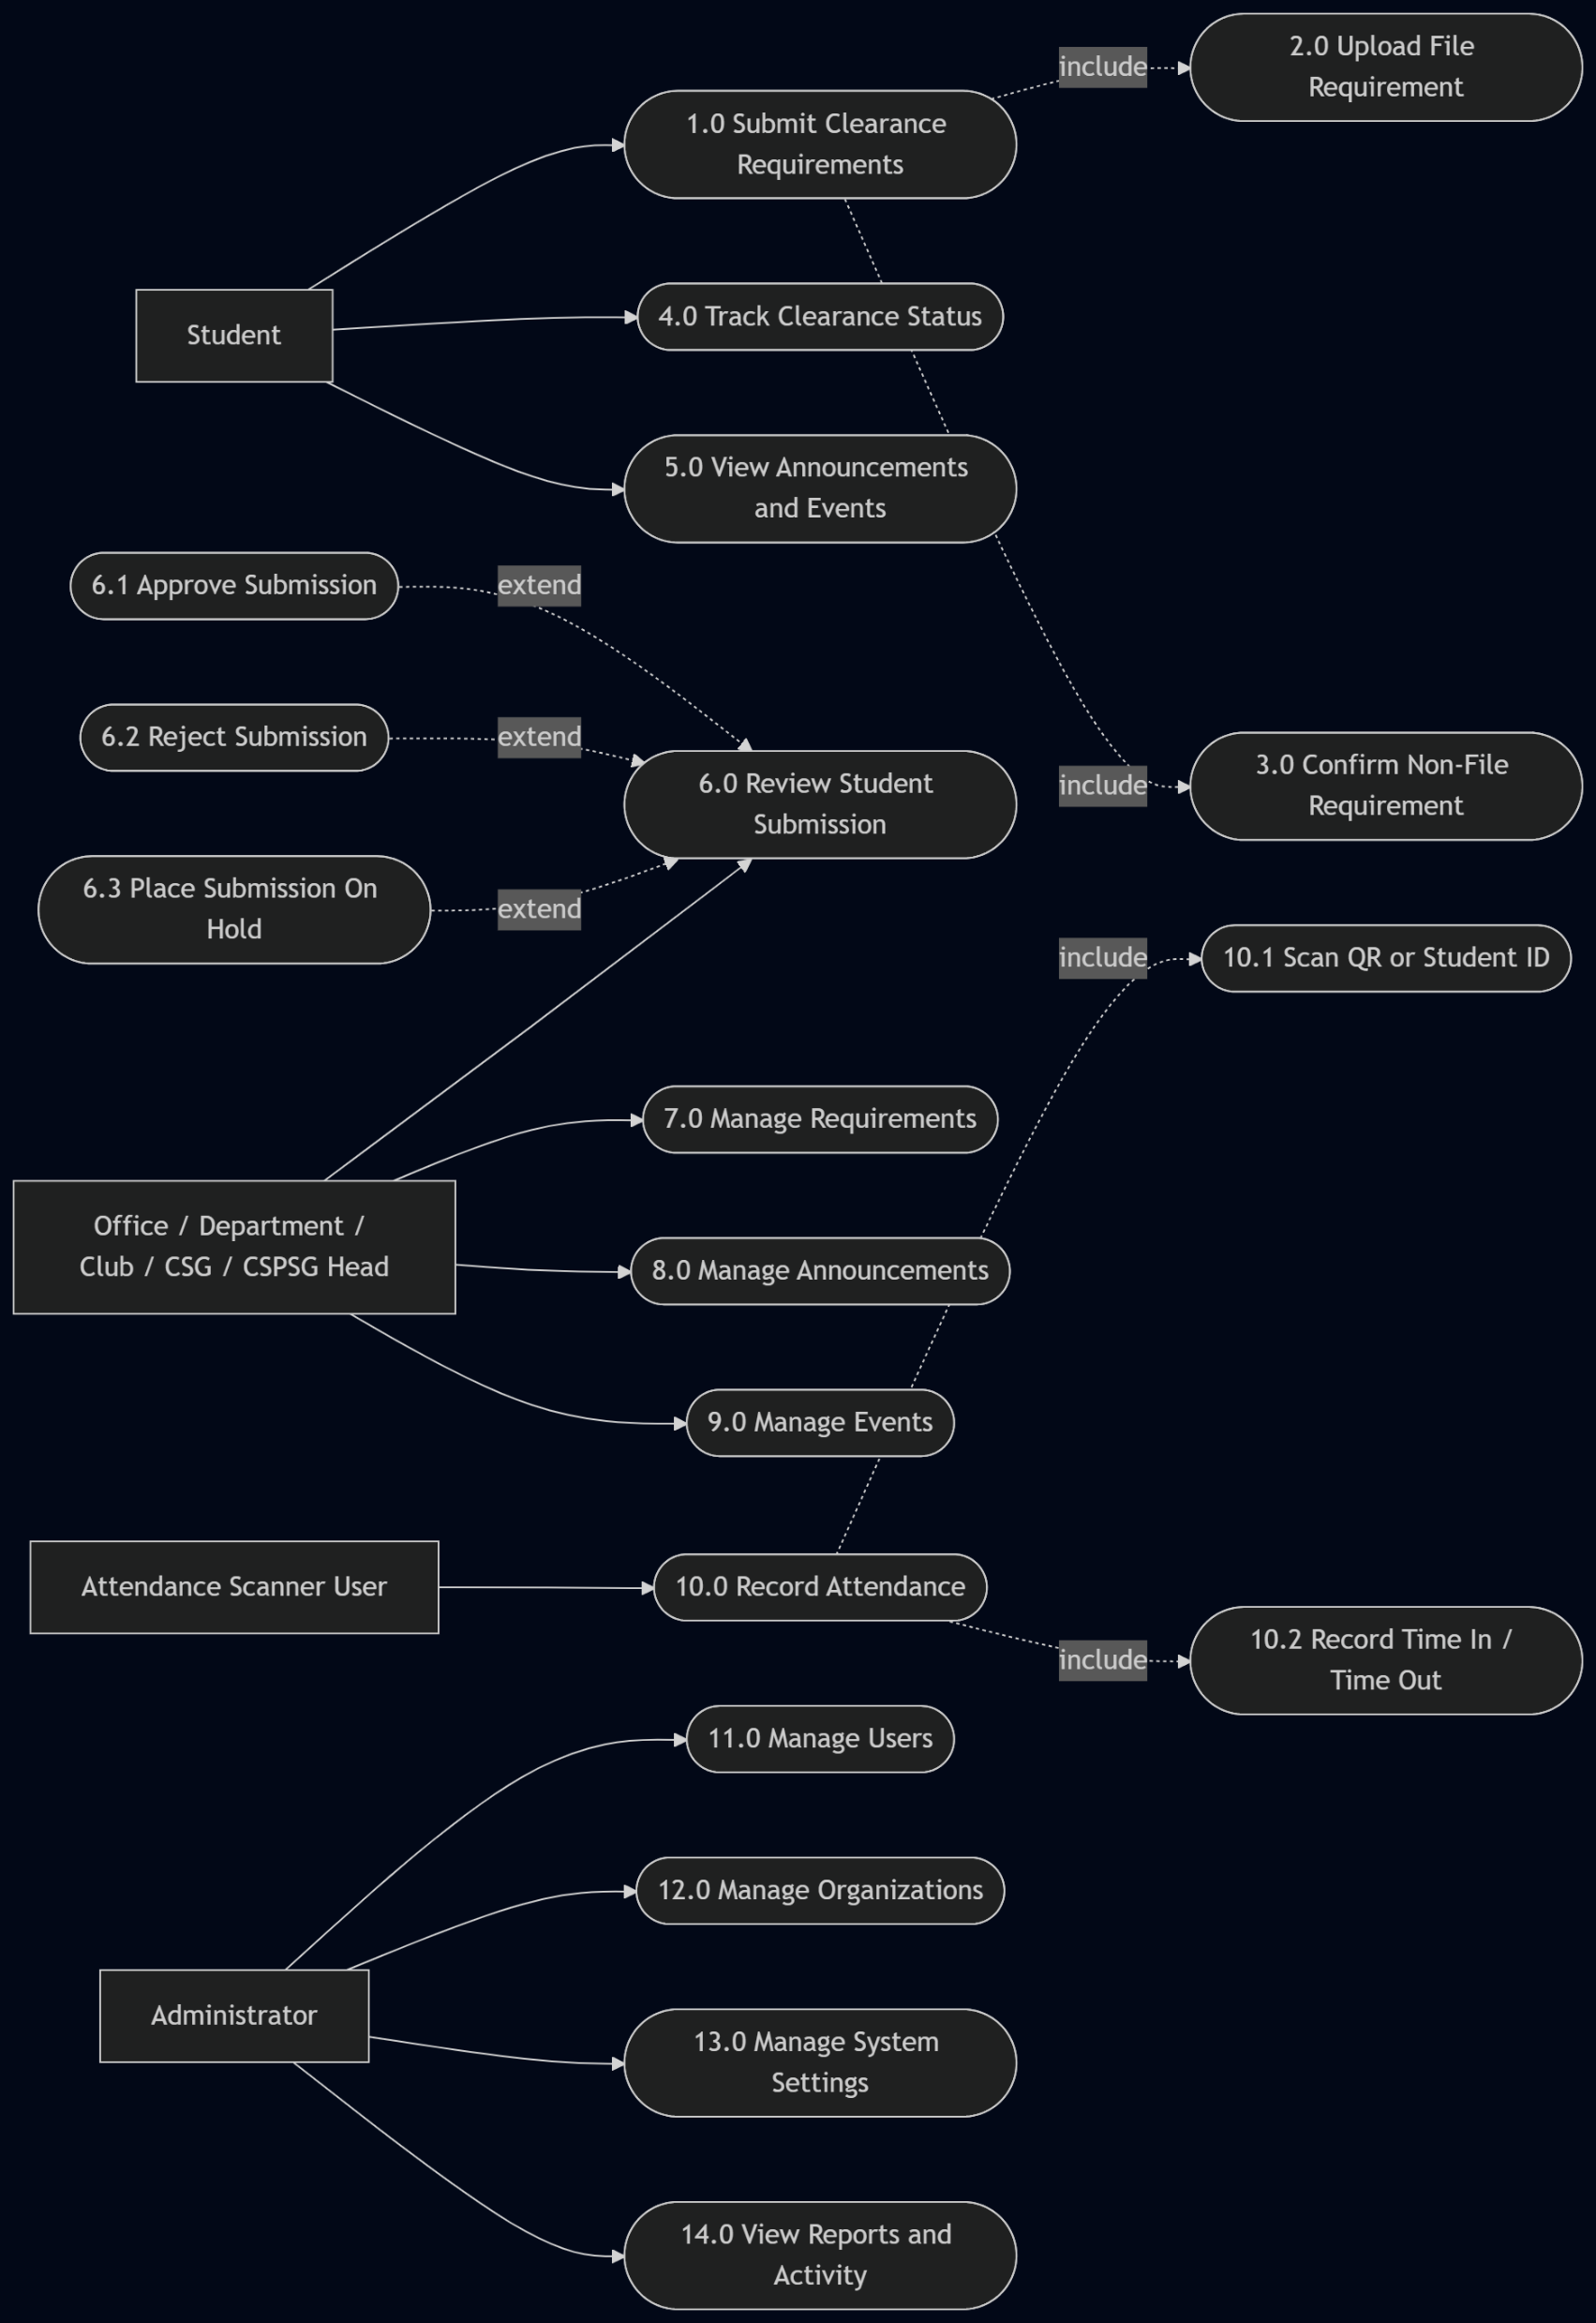 include
2.0 Upload File
Requirement
1.0 Submit Clearance
Requirements
Student
4.0 Track Clearance Status
5.0 View Announcements
and Events
6.1 Approve Submission
extend
6.2 Reject Submission
extend
6.0 Review Student
Submission
include
3.0 Confirm Non-File
Requirement
6.3 Place Submission On
Hold
extend
include
10.1 Scan QR or Student ID
7.0 Manage Requirements
Office / Department /
Club / CSG / CSPSG Head
8.0 Manage Announcements
9.0 Manage Events
Attendance Scanner User
10.0 Record Attendance
include
10.2 Record Time In /
Time Out
11.0 Manage Users
12.0 Manage Organizations
Administrator
13.0 Manage System
Settings
14.0 View Reports and
Activity